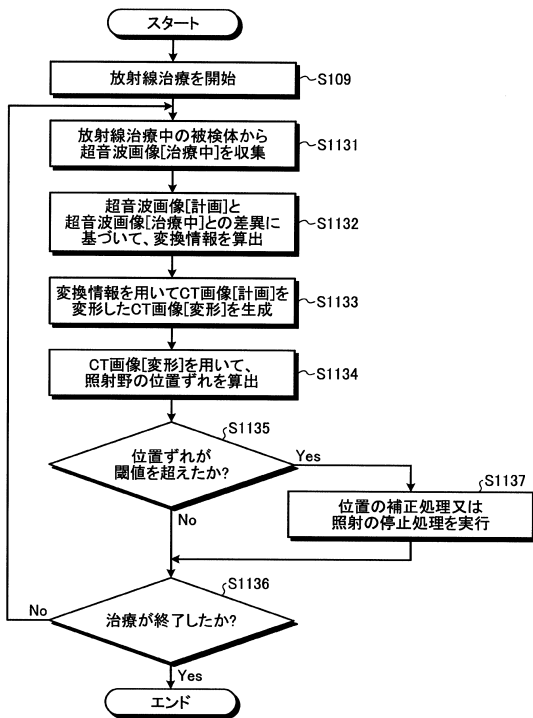 スタート
放射線治療を開始
S109
放射線治療中の被検体から
超音波画像[治療中]を収集
S1131
超音波画像[計画]と
超音波画像[治療中]との差異に
基づいて、変換情報を算出
S1132
変換情報を用いてCT画像[計画]を
変形したCT画像[変形]を生成
S1133
CT画像[変形]を用いて、
照射野の位置ずれを算出
S1134
S1135
位置ずれが
閾値を超えたか?
Yes
No
S1137
位置の補正処理又は
照射の停止処理を実行
S1136
治療が終了したか?
No
Yes
エンド